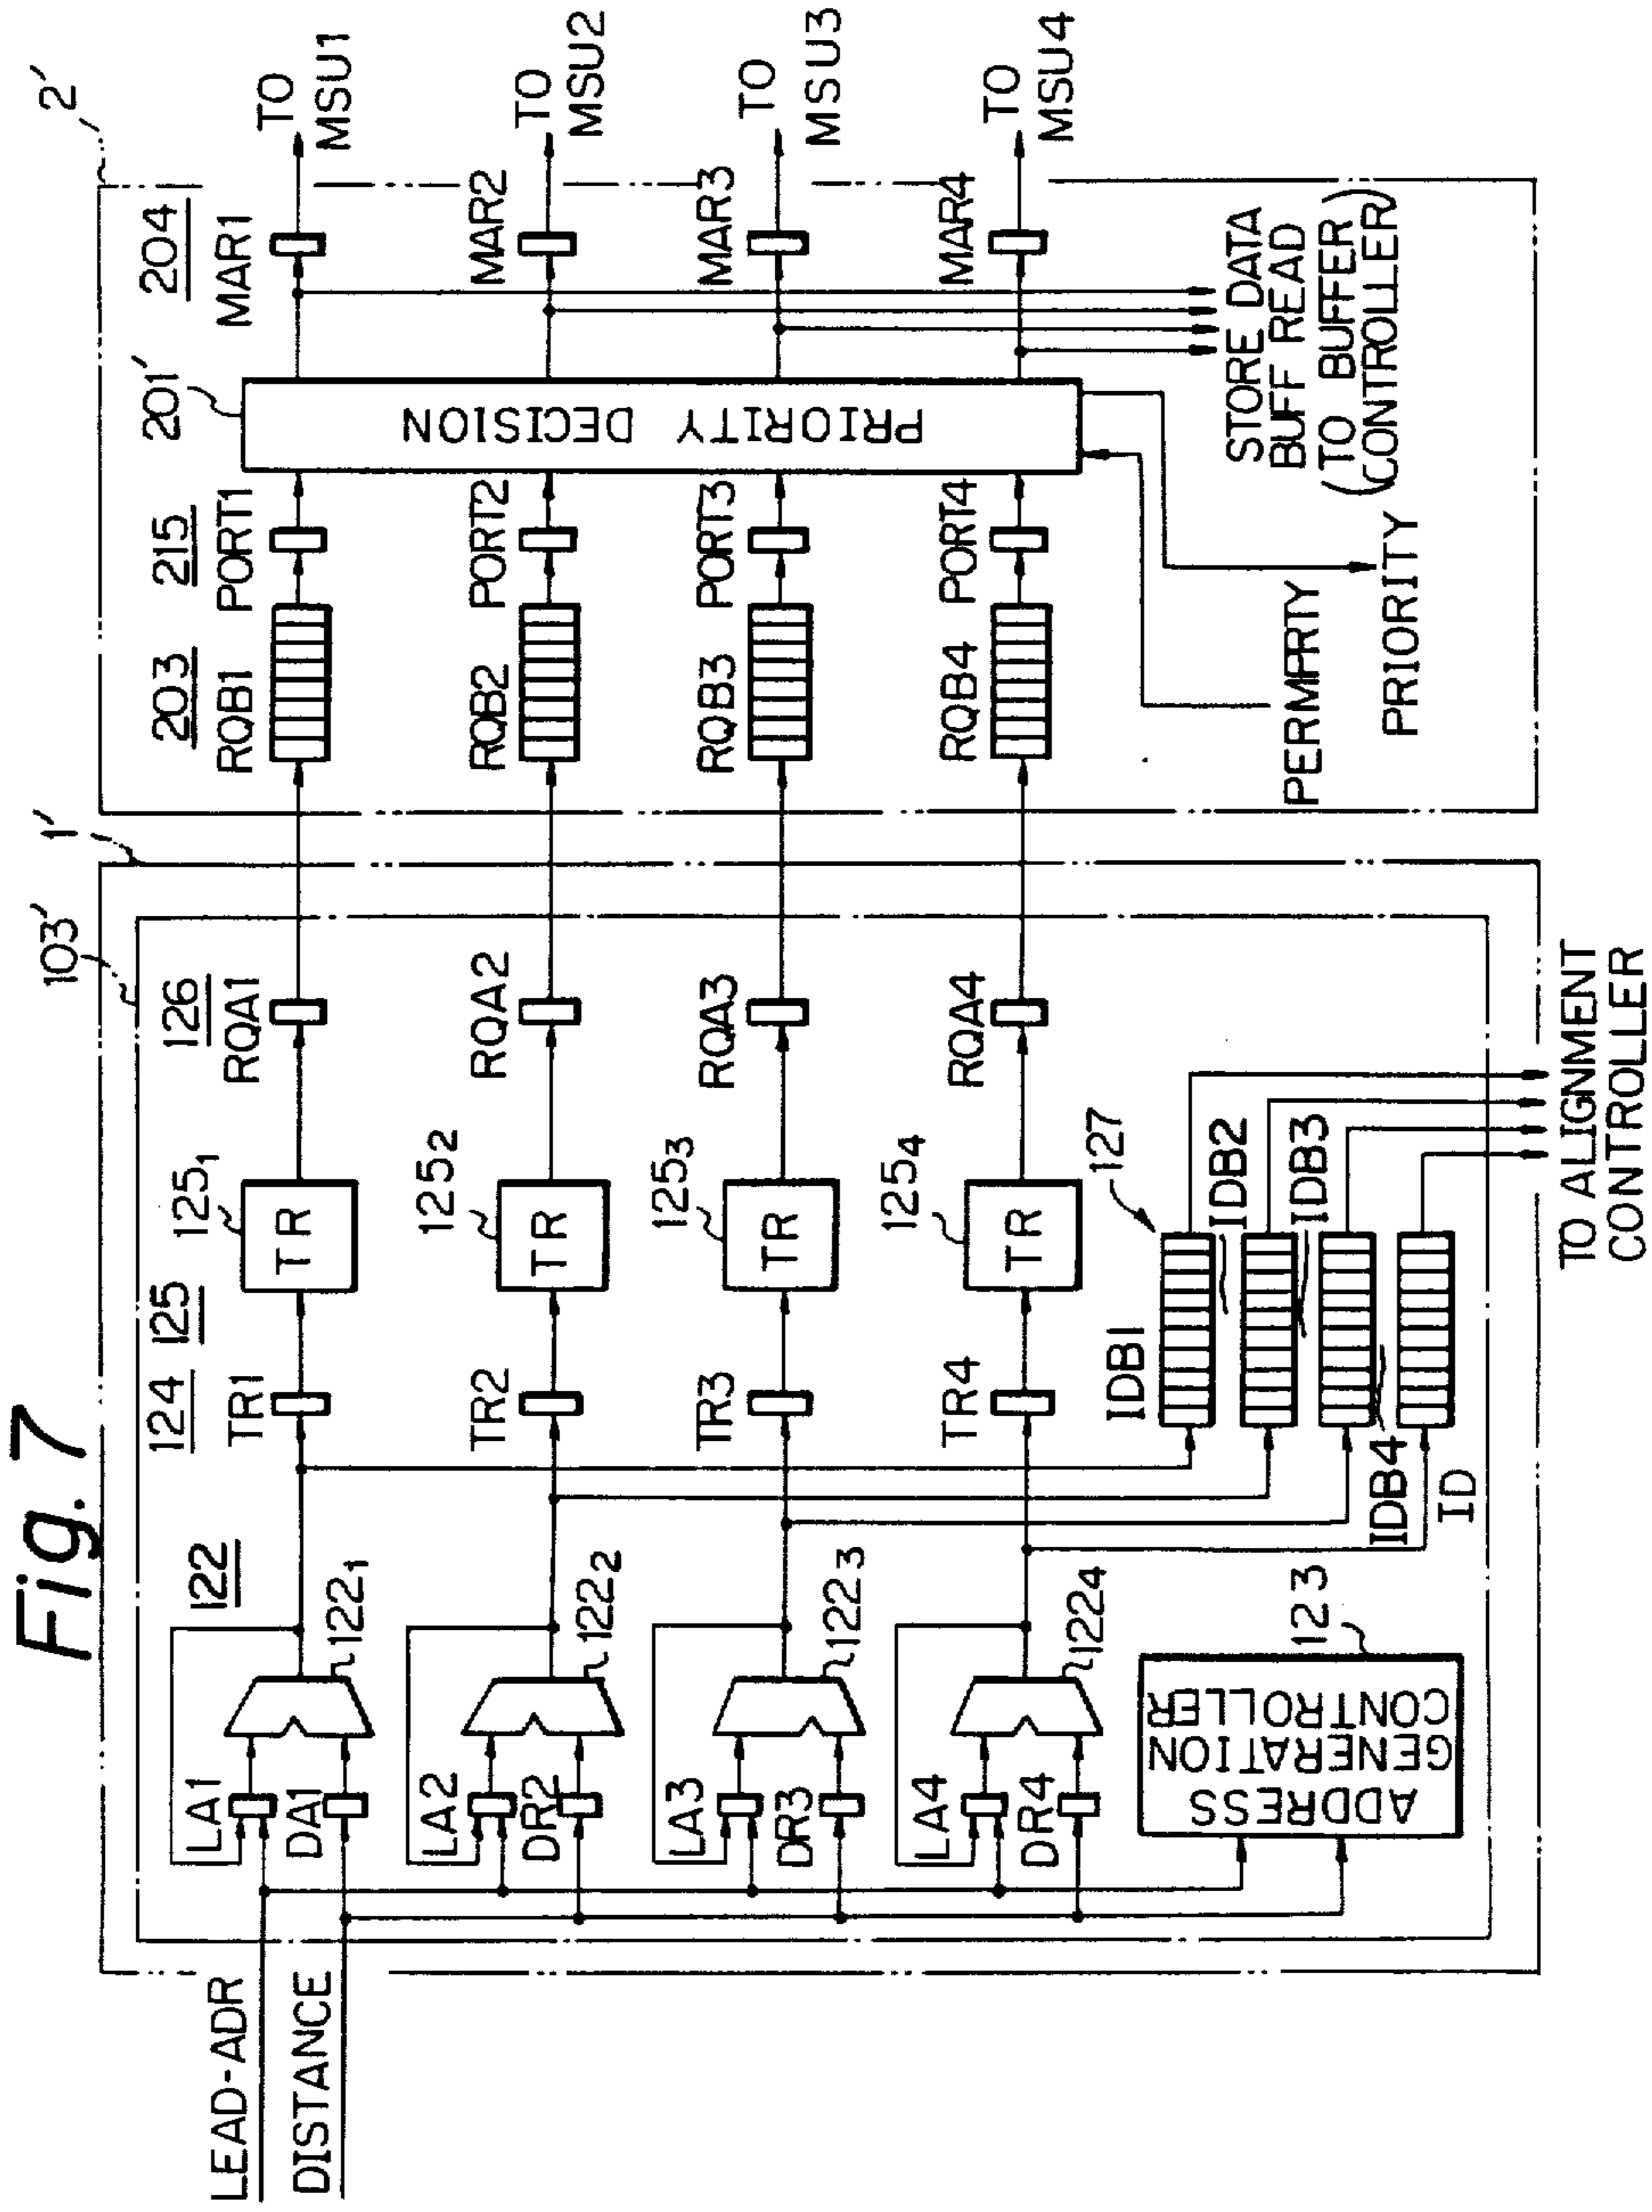 Fig. 7
LEAD-ADR
DISTANCE
LA1
DA1
LA2
DR2
LA3
DR3
LA4
DR4
122
122₁
122₂
122₃
122₄
ADDRESS
GENERATION
CONTROLLER
123
124
TR1
TR2
TR3
TR4
125
TR
125₁
TR
125₂
TR
125₃
TR
125₄
IDB1
IDB2
IDB3
IDB4
ID
127
TO ALIGNMENT
CONTROLLER
126
RQA1
RQA2
RQA3
RQA4
103'
1'
203
RQB1
RQB2
RQB3
RQB4
215
PORT1
PORT2
PORT3
PORT4
201'
PRIORITY DECISION
PERMPRTY
PRIORITY
204
MAR1
MAR2
MAR3
MAR4
STORE DATA
BUFF READ
(TO BUFFER
CONTROLLER)
2'
TO
MSU1
TO
MSU2
TO
MSU3
TO
MSU4